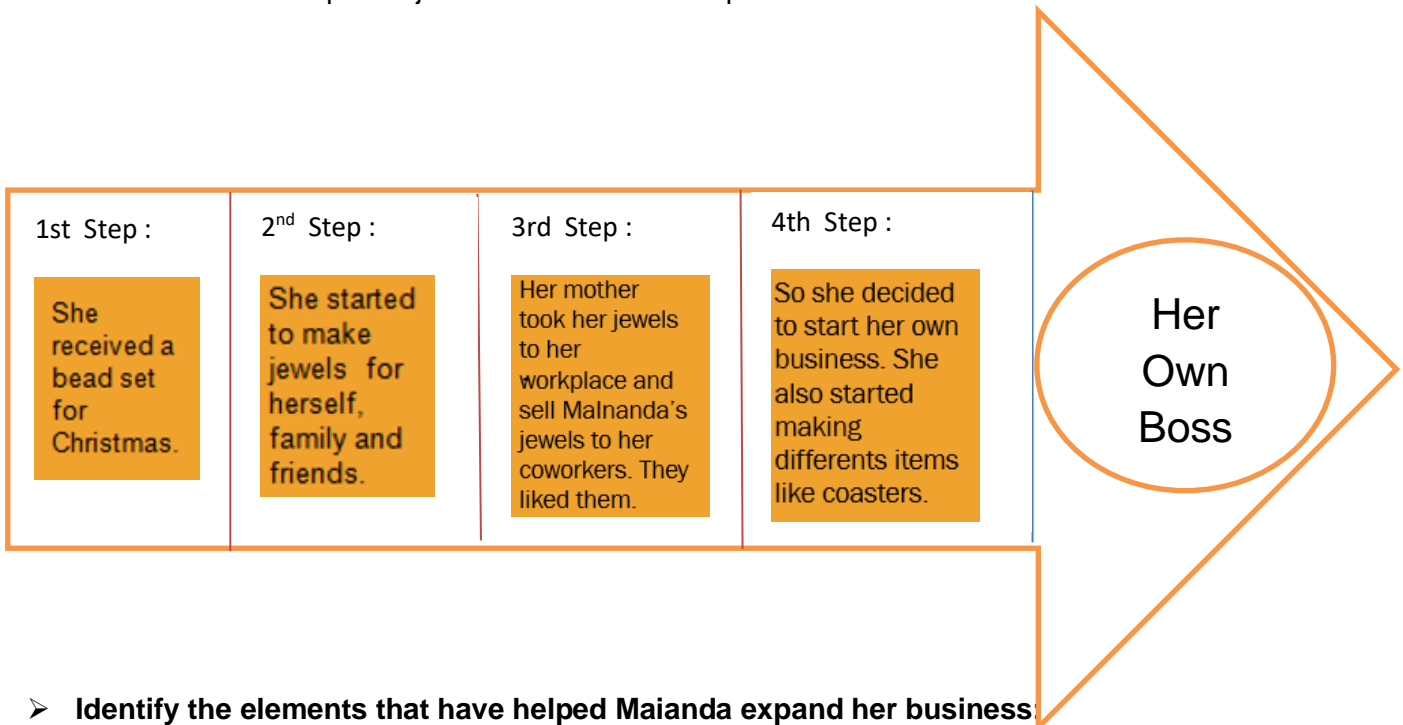 1st Step :
She
received a
bead set
for
Christmas.
2nd Step :
She started
to make
jewels for
herself,
family and
friends.
3rd Step :
Her mother
took her jewels
to her
workplace and
sell Malnanda's
jewels to her
coworkers. They
liked them.
4th Step :
So she decided
to start her own
business. She
also started
making
differents items
like coasters.
Her
Own
Boss
➢ Identify the elements that have helped Maianda expand her business: